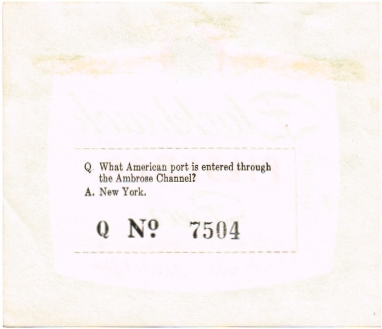 Q. What American port is entered through
the Ambrose Channel?
A. New York.
Q Nº 7504